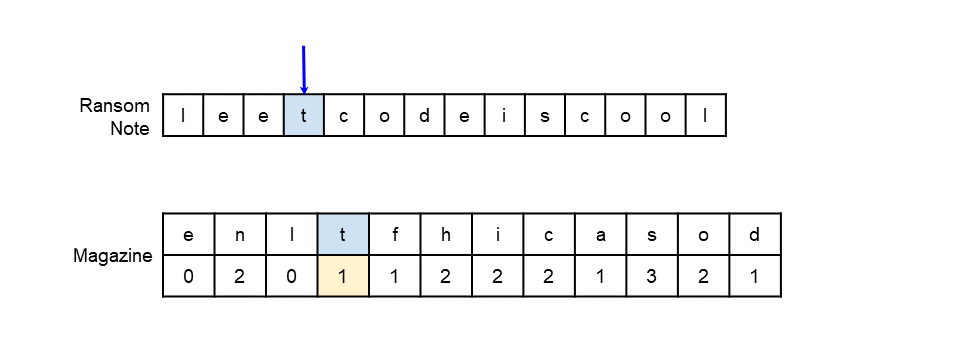 Ransom
Note
l e e t c o d e i s c o o l
Magazine
e n l t f h i c a s o d
0 2 0 1 1 2 2 2 1 3 2 1